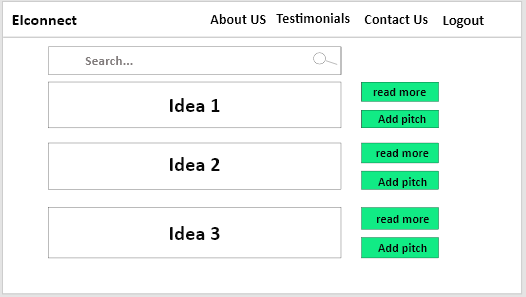 Elconnect About US Testimonials Contact Us Logout
Search...
Idea 1
read more
Add pitch
Idea 2
read more
Add pitch
Idea 3
read more
Add pitch